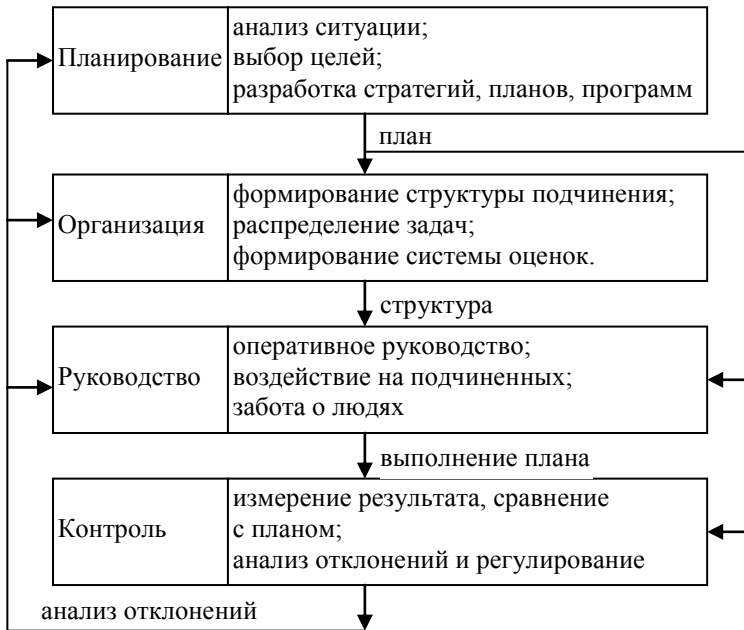 Планирование
анализ ситуации;
выбор целей;
разработка стратегий, планов, программ
план
Организация
формирование структуры подчинения;
распределение задач;
формирование системы оценок.
структура
Руководство
оперативное руководство;
воздействие на подчиненных;
забота о людях
выполнение плана
Контроль
измерение результата, сравнение
с планом;
анализ отклонений и регулирование
анализ отклонений